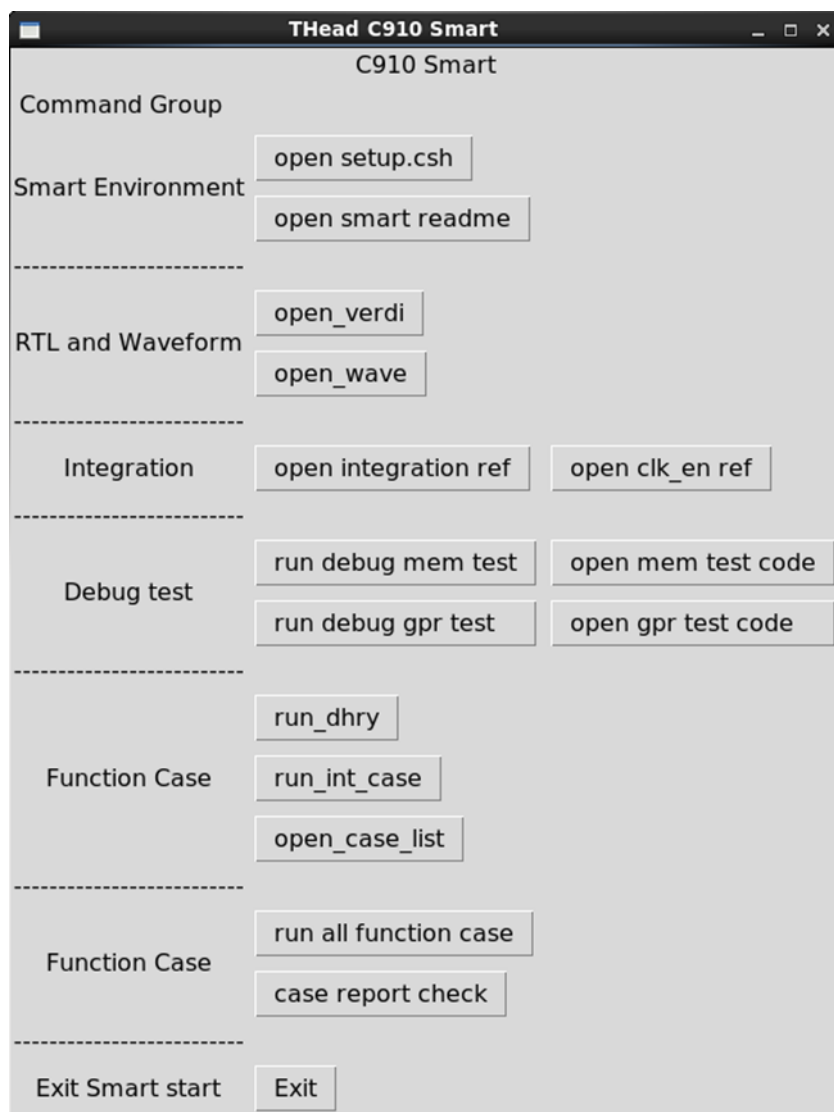 THead C910 Smart
C910 Smart
Command Group
Smart Environment
open setup.csh
open smart readme
--------------------------
RTL and Waveform
open_verdi
open_wave
--------------------------
Integration
open integration ref
open clk_en ref
--------------------------
Debug test
run debug mem test
open mem test code
run debug gpr test
open gpr test code
--------------------------
Function Case
run_dhry
run_int_case
open_case_list
--------------------------
Function Case
run all function case
case report check
--------------------------
Exit Smart start
Exit